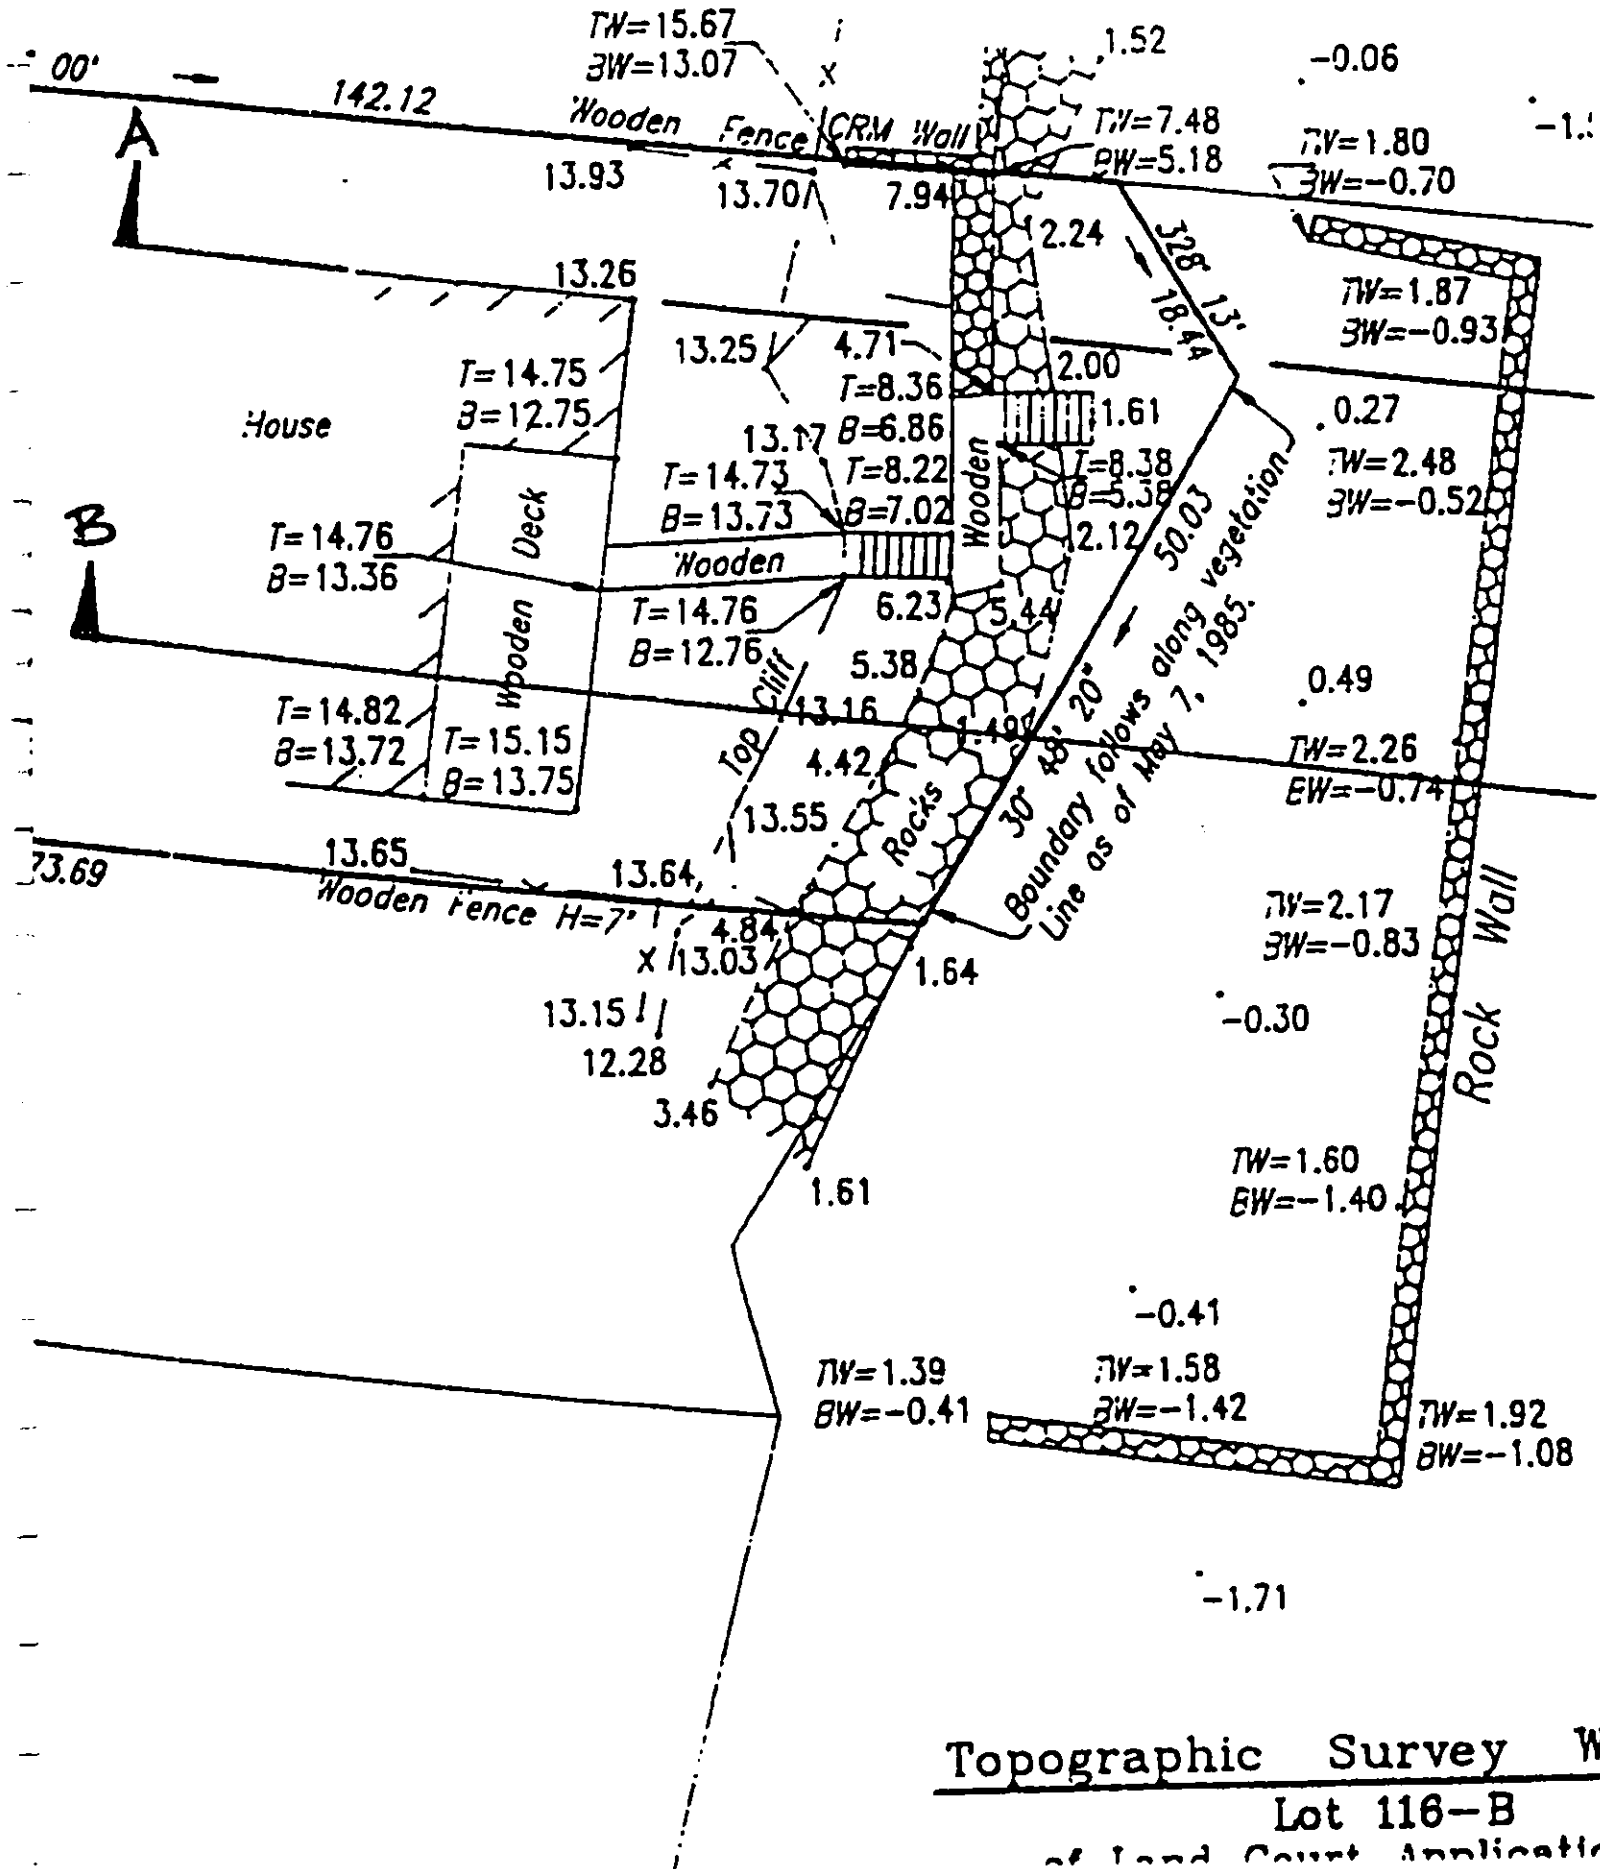 TW=15.67
BW=13.07
1.52
-0.06
00'
142.12
Wooden Fence
X
CRM Wall
TW=7.48
BW=5.18
TW=1.80
BW=-0.70
A
13.93
13.70
7.94
2.24
328° 13'
18.44
13.26
TW=1.87
BW=-0.93
13.25
4.71
2.00
T=14.75
B=12.75
T=8.36
B=6.86
1.61
0.27
House
13.17
T=8.22
B=7.02
Wooden
T=8.38
B=5.38
TW=2.48
BW=-0.52
T=14.73
B=13.73
2.12
50.03
B
T=14.76
B=13.36
Wooden Deck
Wooden
T=14.76
B=12.76
6.23
5.44
5.38
Top Cliff
13.16
1.49
30° 48' 20"
Boundary follows along vegetation
Line as of May 7, 1985.
0.49
T=14.82
B=13.72
T=15.15
B=13.75
4.42
TW=2.26
BW=-0.74
13.55
Rocks
73.69
13.65
13.64
Wooden Fence H=7'
4.84
X
13.03
1.64
TW=2.17
BW=-0.83
Rock Wall
13.15
12.28
-0.30
3.46
1.61
TW=1.60
BW=-1.40
-0.41
TW=1.39
BW=-0.41
TW=1.58
BW=-1.42
TW=1.92
BW=-1.08
-1.71
Topographic Survey W
Lot 116-B
of Land Court Applicatio